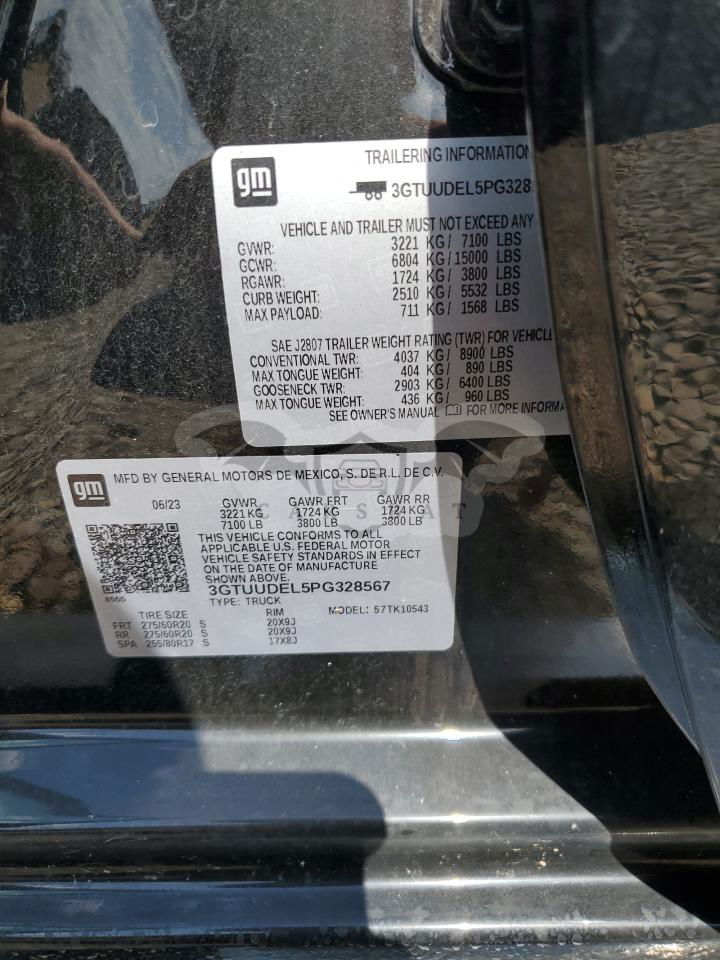 gm
TRAILERING INFORMATION
3GTUUDEL5PG328
VEHICLE AND TRAILER MUST NOT EXCEED ANY
GVWR: 3221 KG/ 7100 LBS
GCWR: 6804 KG/15000 LBS
RGAWR: 1724 KG/ 3800 LBS
CURB WEIGHT: 2510 KG/ 5532 LBS
MAX PAYLOAD: 711 KG/ 1568 LBS
SAE J2807 TRAILER WEIGHT RATING (TWR) FOR VEHICLE
CONVENTIONAL TWR: 4037 KG/ 8900 LBS
MAX TONGUE WEIGHT: 404 KG/ 890 LBS
GOOSENECK TWR: 2903 KG/ 6400 LBS
MAX TONGUE WEIGHT: 436 KG/ 960 LBS
SEE OWNER'S MANUAL FOR MORE INFORMA
gm
MFD BY GENERAL MOTORS DE MEXICO, S. DE R.L. DE C.V.
06/23 GVWR GAWR FRT GAWR RR
3221 KG 1724 KG 1724 KG
7100 LB 3800 LB 3800 LB
THIS VEHICLE CONFORMS TO ALL
APPLICABLE U.S. FEDERAL MOTOR
VEHICLE SAFETY STANDARDS IN EFFECT
ON THE DATE OF MANUFACTURE
SHOWN ABOVE.
3GTUUDEL5PG328567
8555 TYPE: TRUCK MODEL: 57TK10543
TIRE SIZE RIM
FRT 275/60R20 S 20X9J
RR 275/60R20 S 20X9J
SPA 255/80R17 S 17X8J